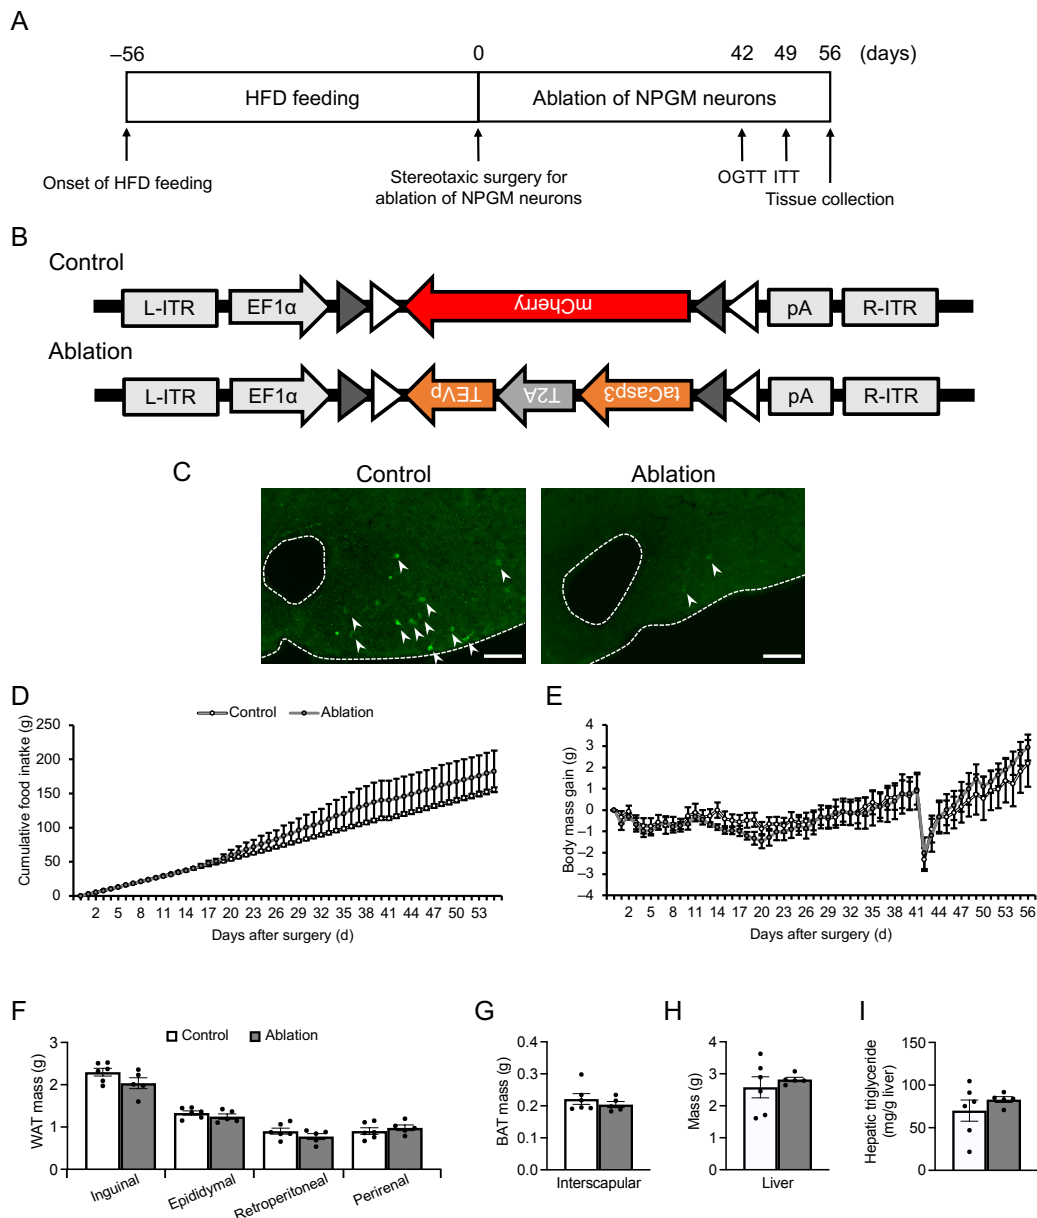 A
–56 0 42 49 56 (days)
HFD feeding Ablation of NPGM neurons
Onset of HFD feeding
Stereotaxic surgery for
ablation of NPGM neurons
OGTT ITT
Tissue collection
B
Control
L-ITR EF1α mCherry pA R-ITR
Ablation
L-ITR EF1α TEVp T2A taCasp3 pA R-ITR
C
Control Ablation
D
Control Ablation
Cumulative food inatke (g)
250
200
150
100
50
0
2 5 8 11 14 17 20 23 26 29 32 35 38 41 44 47 50 53
Days after surgery (d)
E
Body mass gain (g)
4
3
2
1
0
–1
–2
–3
–4
2 5 8 11 14 17 20 23 26 29 32 35 38 41 44 47 50 53 56
Days after surgery (d)
F
Control Ablation
WAT mass (g)
3
2
1
0
Inguinal Epididymal Retroperitoneal Perirenal
G
BAT mass (g)
0.4
0.3
0.2
0.1
0.0
Interscapular
H
Mass (g)
4
3
2
1
0
Liver
I
Hepatic triglyceride
(mg/g liver)
150
100
50
0